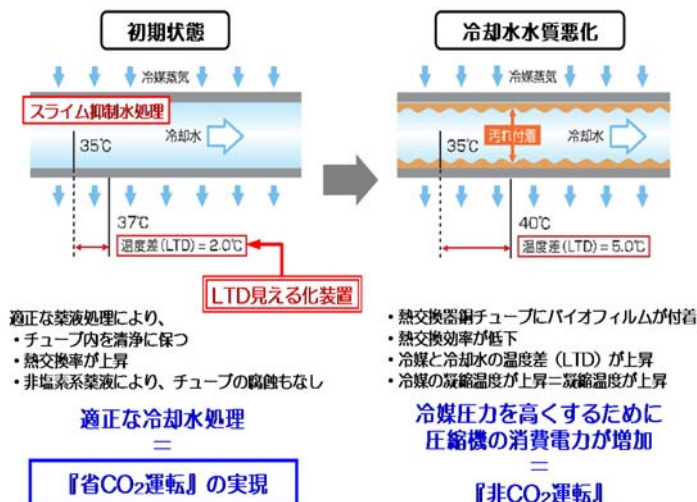 初期状態
冷媒蒸気
スライム抑制水処理
35℃
冷却水
37℃
温度差(LTD)=2.0℃
LTD見える化装置
適正な薬液処理により、
・チューブ内を清浄に保つ
・熱交換率が上昇
・非塩素系薬液により、チューブの腐蝕もなし
適正な冷却水処理
=
『省CO₂運転』の実現
冷却水水質悪化
冷媒蒸気
35℃
汚れ付着
冷却水
40℃
温度差(LTD)=5.0℃
・熱交換器銅チューブにバイオフィルムが付着
・熱交換効率が低下
・冷媒と冷却水の温度差(LTD)が上昇
・冷媒の凝縮温度が上昇=凝縮温度が上昇
冷媒圧力を高くするために
圧縮機の消費電力が増加
=
『非CO₂運転』